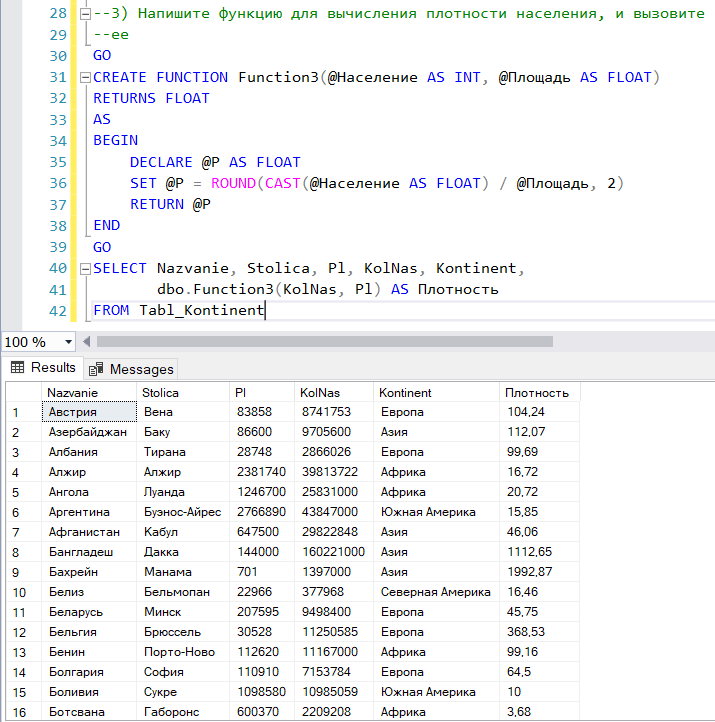 28 --3) Напишите функцию для вычисления плотности населения, и вызовите
29 --ее
30 GO
31 CREATE FUNCTION Function3(@Население AS INT, @Площадь AS FLOAT)
32 RETURNS FLOAT
33 AS
34 BEGIN
35 DECLARE @P AS FLOAT
36 SET @P = ROUND(CAST(@Население AS FLOAT) / @Площадь, 2)
37 RETURN @P
38 END
39 GO
40 SELECT Nazvanie, Stolica, Pl, KolNas, Kontinent,
41 dbo.Function3(KolNas, Pl) AS Плотность
42 FROM Tabl_Kontinent
100 %
Results Messages
Nazvanie Stolica Pl KolNas Kontinent Плотность
1 Австрия Вена 83858 8741753 Европа 104,24
2 Азербайджан Баку 86600 9705600 Азия 112,07
3 Албания Тирана 28748 2866026 Европа 99,69
4 Алжир Алжир 2381740 39813722 Африка 16,72
5 Ангола Луанда 1246700 25831000 Африка 20,72
6 Аргентина Буэнос-Айрес 2766890 43847000 Южная Америка 15,85
7 Афганистан Кабул 647500 29822848 Азия 46,06
8 Бангладеш Дакка 144000 160221000 Азия 1112,65
9 Бахрейн Манама 701 1397000 Азия 1992,87
10 Белиз Бельмопан 22966 377968 Северная Америка 16,46
11 Беларусь Минск 207595 9498400 Европа 45,75
12 Бельгия Брюссель 30528 11250585 Европа 368,53
13 Бенин Порто-Ново 112620 11167000 Африка 99,16
14 Болгария София 110910 7153784 Европа 64,5
15 Боливия Сукре 1098580 10985059 Южная Америка 10
16 Ботсвана Габоронс 600370 2209208 Африка 3,68